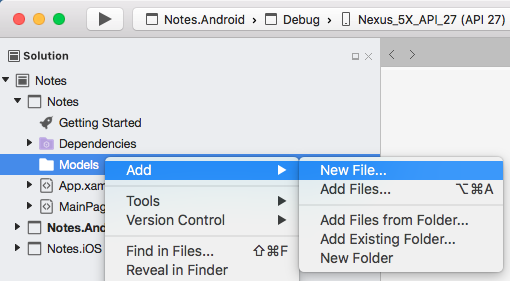 Notes.Android > Debug > Nexus_5X_API_27 (API 27)
Solution
Notes
Notes
Getting Started
Dependencies
Models
App.xam
MainPag
Notes.And
Notes.iOS
Add
Tools
Version Control
Find in Files... ⇧⌘F
Reveal in Finder
New File...
Add Files... ⌥⌘A
Add Files from Folder...
Add Existing Folder...
New Folder